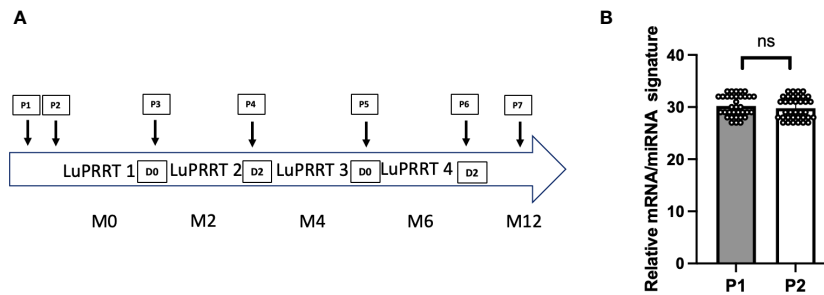 A
P1 P2 P3 P4 P5 P6 P7
LuPRRT 1 D0 LuPRRT 2 D2 LuPRRT 3 D0 LuPRRT 4 D2
M0 M2 M4 M6 M12
B
ns
Relative mRNA/miRNA signature
40
30
20
10
0
P1 P2